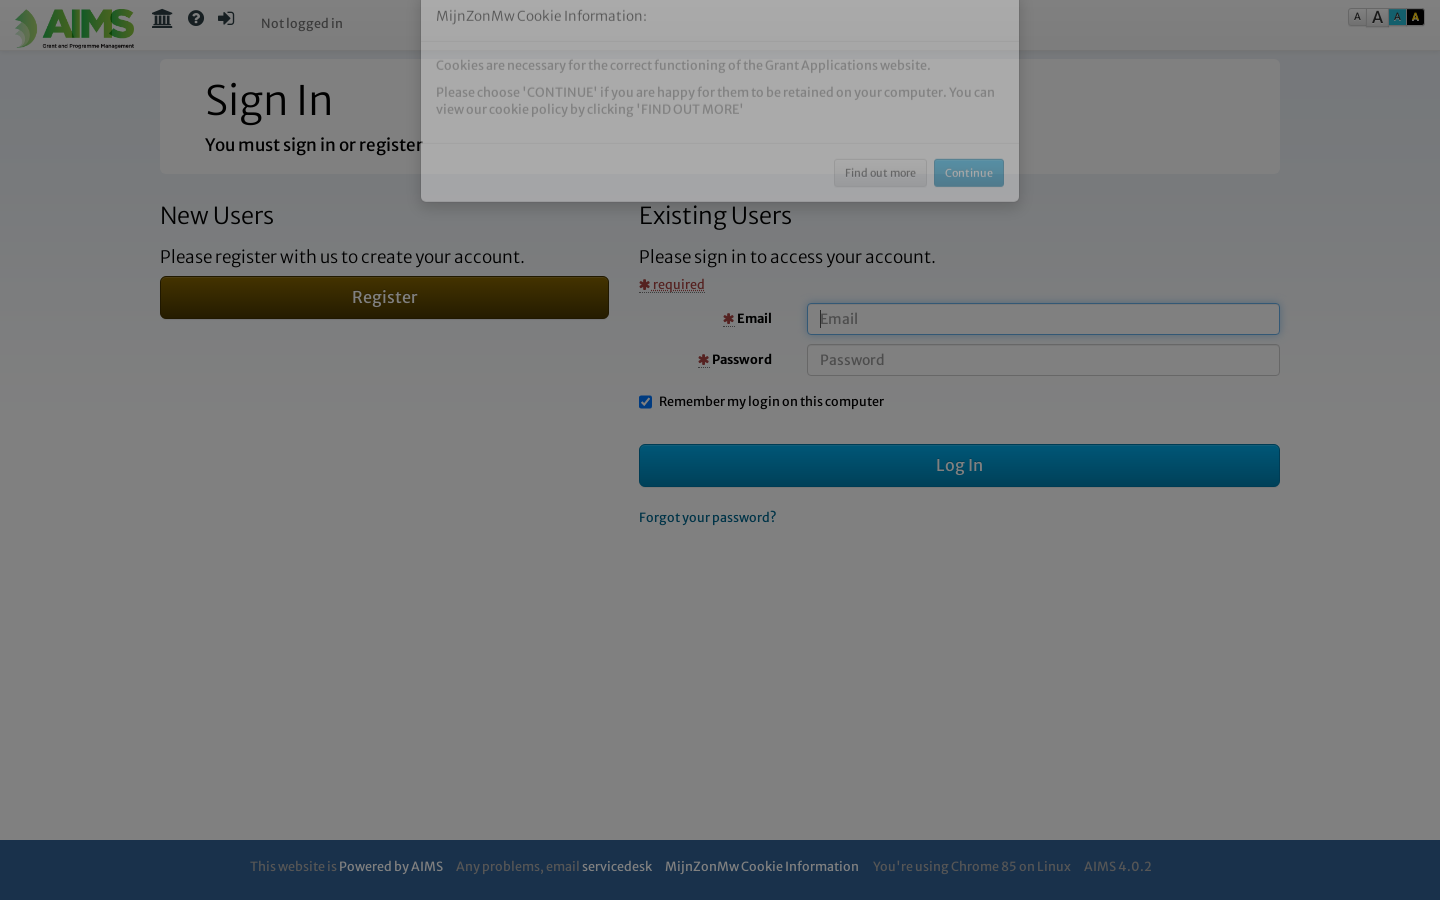 AIMS
Grant and Programme Management
Not logged in
A A A A
MijnZonMw Cookie Information:
Cookies are necessary for the correct functioning of the Grant Applications website.
Please choose 'CONTINUE' if you are happy for them to be retained on your computer. You can
view our cookie policy by clicking 'FIND OUT MORE'
Find out more
Continue
Sign In
You must sign in or register
New Users
Please register with us to create your account.
Register
Existing Users
Please sign in to access your account.
✱ required
✱ Email
Email
✱ Password
Password
Remember my login on this computer
Log In
Forgot your password?
This website is Powered by AIMS Any problems, email servicedesk MijnZonMw Cookie Information You're using Chrome 85 on Linux AIMS 4.0.2